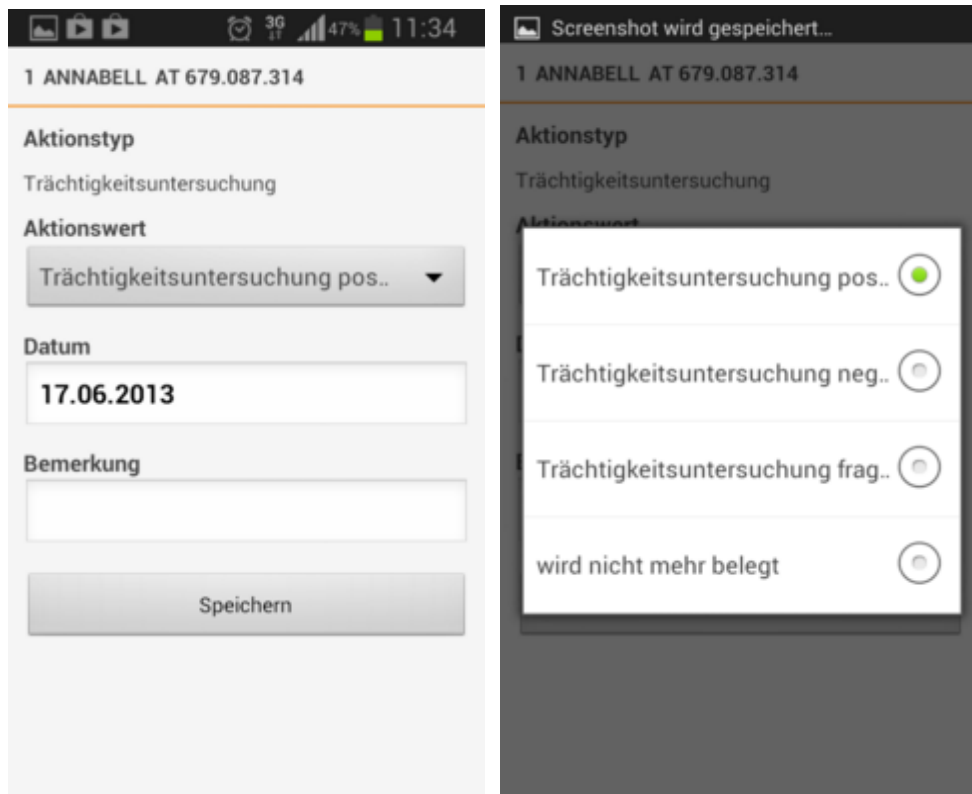 3G 47% 11:34
1 ANNABELL AT 679.087.314
Aktionstyp
Trächtigkeitsuntersuchung
Aktionswert
Trächtigkeitsuntersuchung pos..
Datum
17.06.2013
Bemerkung
Speichern
Screenshot wird gespeichert...
1 ANNABELL AT 679.087.314
Aktionstyp
Trächtigkeitsuntersuchung
Aktionswert
Trächtigkeitsuntersuchung pos..
Trächtigkeitsuntersuchung neg..
Trächtigkeitsuntersuchung frag..
wird nicht mehr belegt